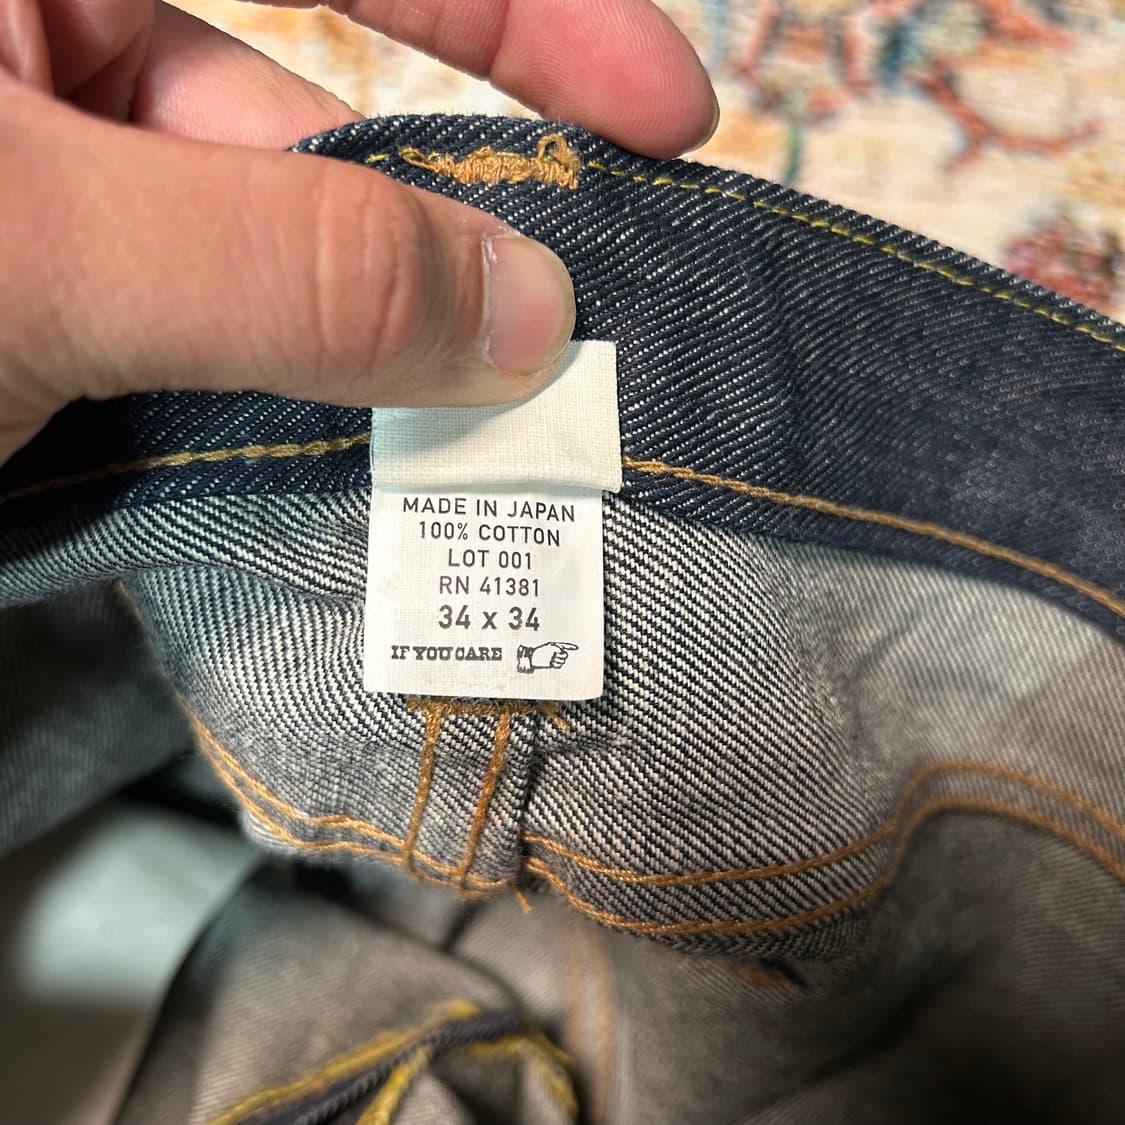 MADE IN JAPAN
100% COTTON
LOT 001
RN 41381
34 x 34
IF YOU CARE